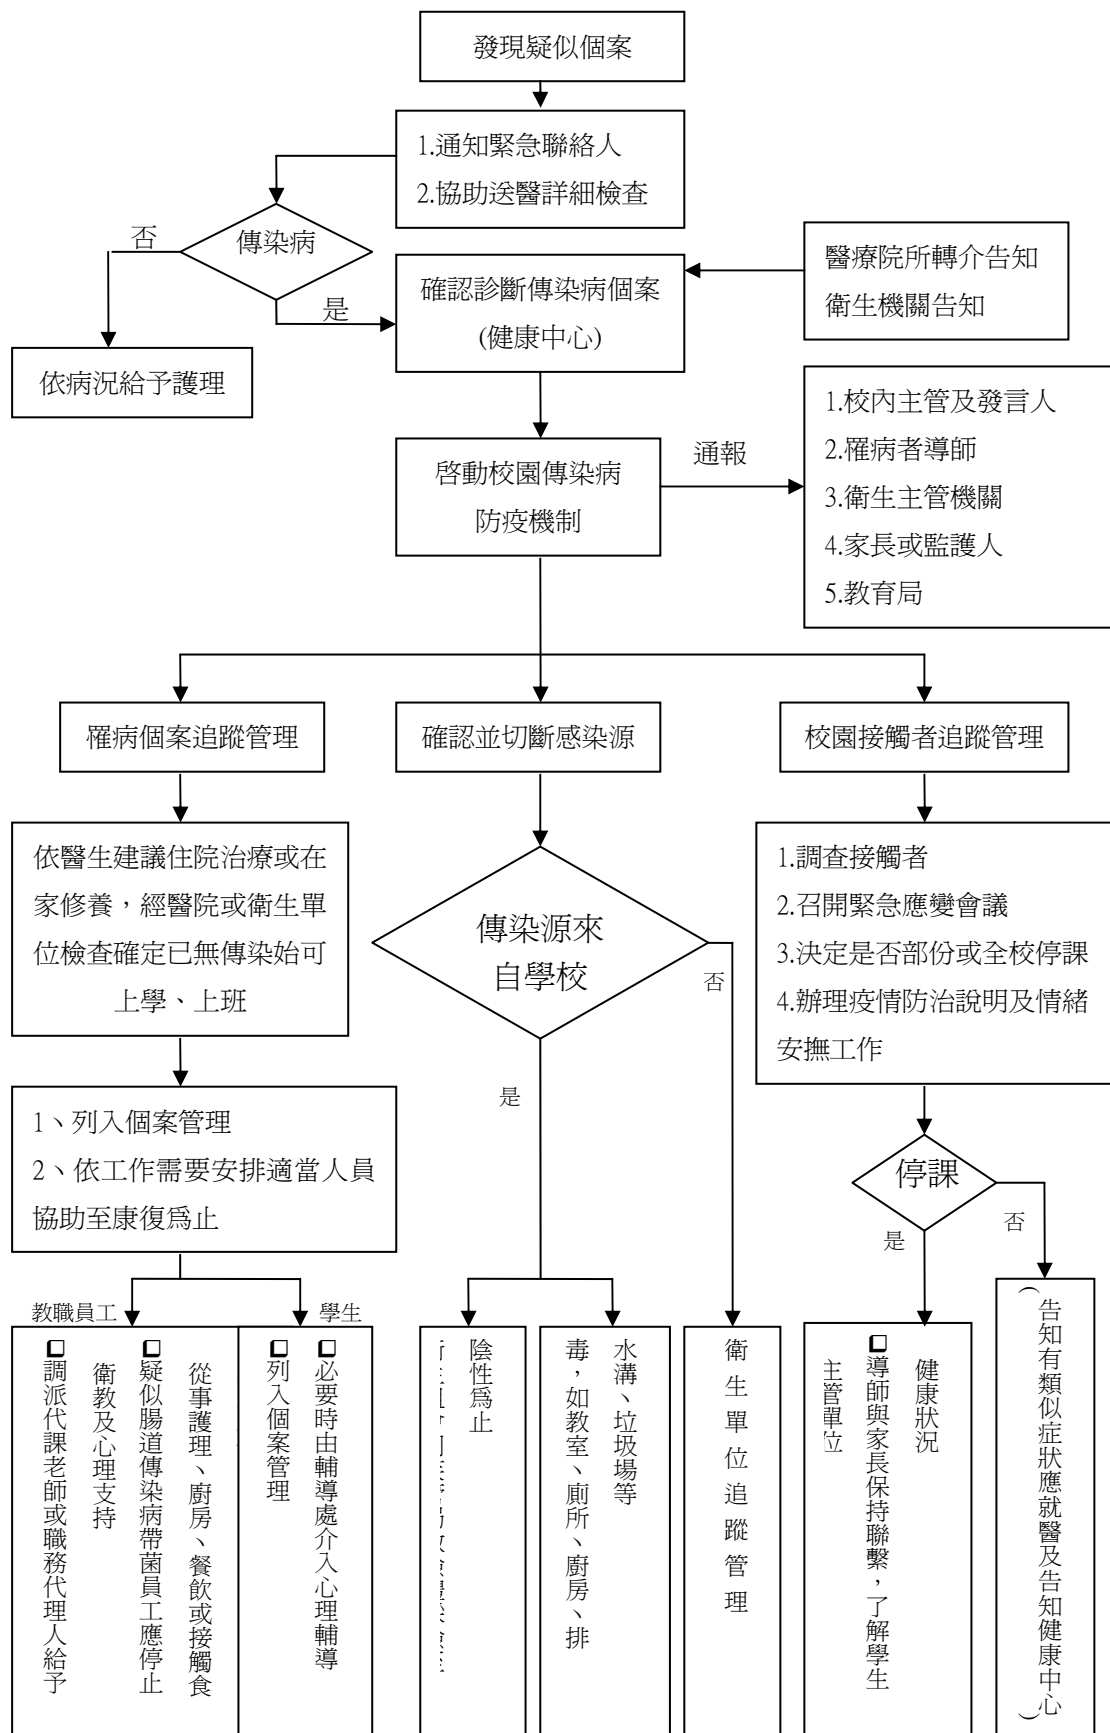 發現疑似個案
1.通知緊急聯絡人
2.協助送醫詳細檢查
否
傳染病
是
確認診斷傳染病個案
(健康中心)
醫療院所轉介告知
衛生機關告知
依病況給予護理
啟動校園傳染病
防疫機制
通報
1.校內主管及發言人
2.罹病者導師
3.衛生主管機關
4.家長或監護人
5.教育局
罹病個案追蹤管理
確認並切斷感染源
校園接觸者追蹤管理
依醫生建議住院治療或在
家修養，經醫院或衛生單
位檢查確定已無傳染始可
上學、上班
傳染源來
自學校
否
是
1.調查接觸者
2.召開緊急應變會議
3.決定是否部份或全校停課
4.辦理疫情防治說明及情緒
安撫工作
1、列入個案管理
2、依工作需要安排適當人員
協助至康復為止
停課
是
否
教職員工
學生
從事護理、廚房、餐飲或接觸食
❑疑似腸道傳染病帶菌員工應停止
衛教及心理支持
❑調派代課老師或職務代理人給予
❑必要時由輔導處介入心理輔導
❑列入個案管理
陰性為止
水溝、垃圾場等
毒，如教室、廁所、廚房、排
衛生單位追蹤管理
健康狀況
❑導師與家長保持聯繫，了解學生
主管單位
(告知有類似症狀應就醫及告知健康中心)